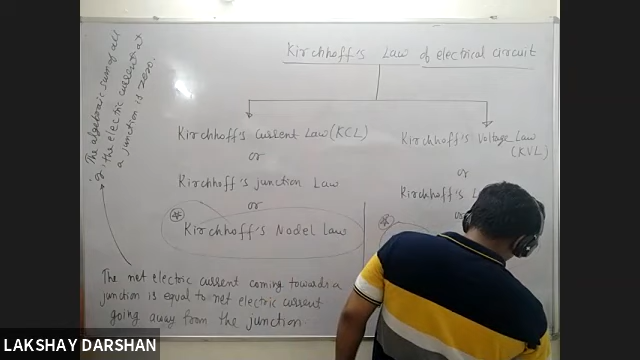 Kirchhoff's Law of electrical circuit
Kirchhoff's Current Law (KCL)
or
Kirchhoff's junction Law
or
Kirchhoff's Nodel Law
Kirchhoff's Voltage Law
(KVL)
or
Kirchhoff's L
or
The net electric current coming towards a
junction is equal to net electric current
going away from the junction
The algebraic sum of all
the electric current at
a junction is zero.
LAKSHAY DARSHAN